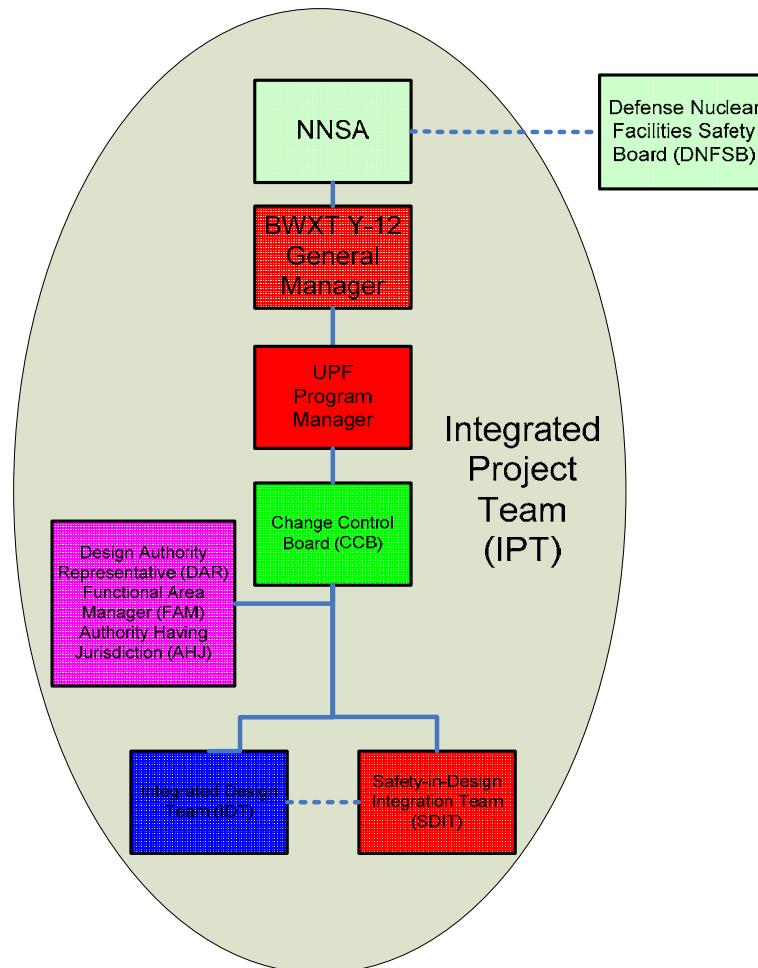 NNSA
Defense Nuclear
Facilities Safety
Board (DNFSB)
BWXT Y-12
General
Manager
UPF
Program
Manager
Integrated
Project
Team
(IPT)
Change Control
Board (CCB)
Design Authority
Representative (DAR)
Functional Area
Manager (FAM)
Authority Having
Jurisdiction (AHJ)
Integrated Design
Team (IDT)
Safety-in-Design
Integration Team
(SDIT)